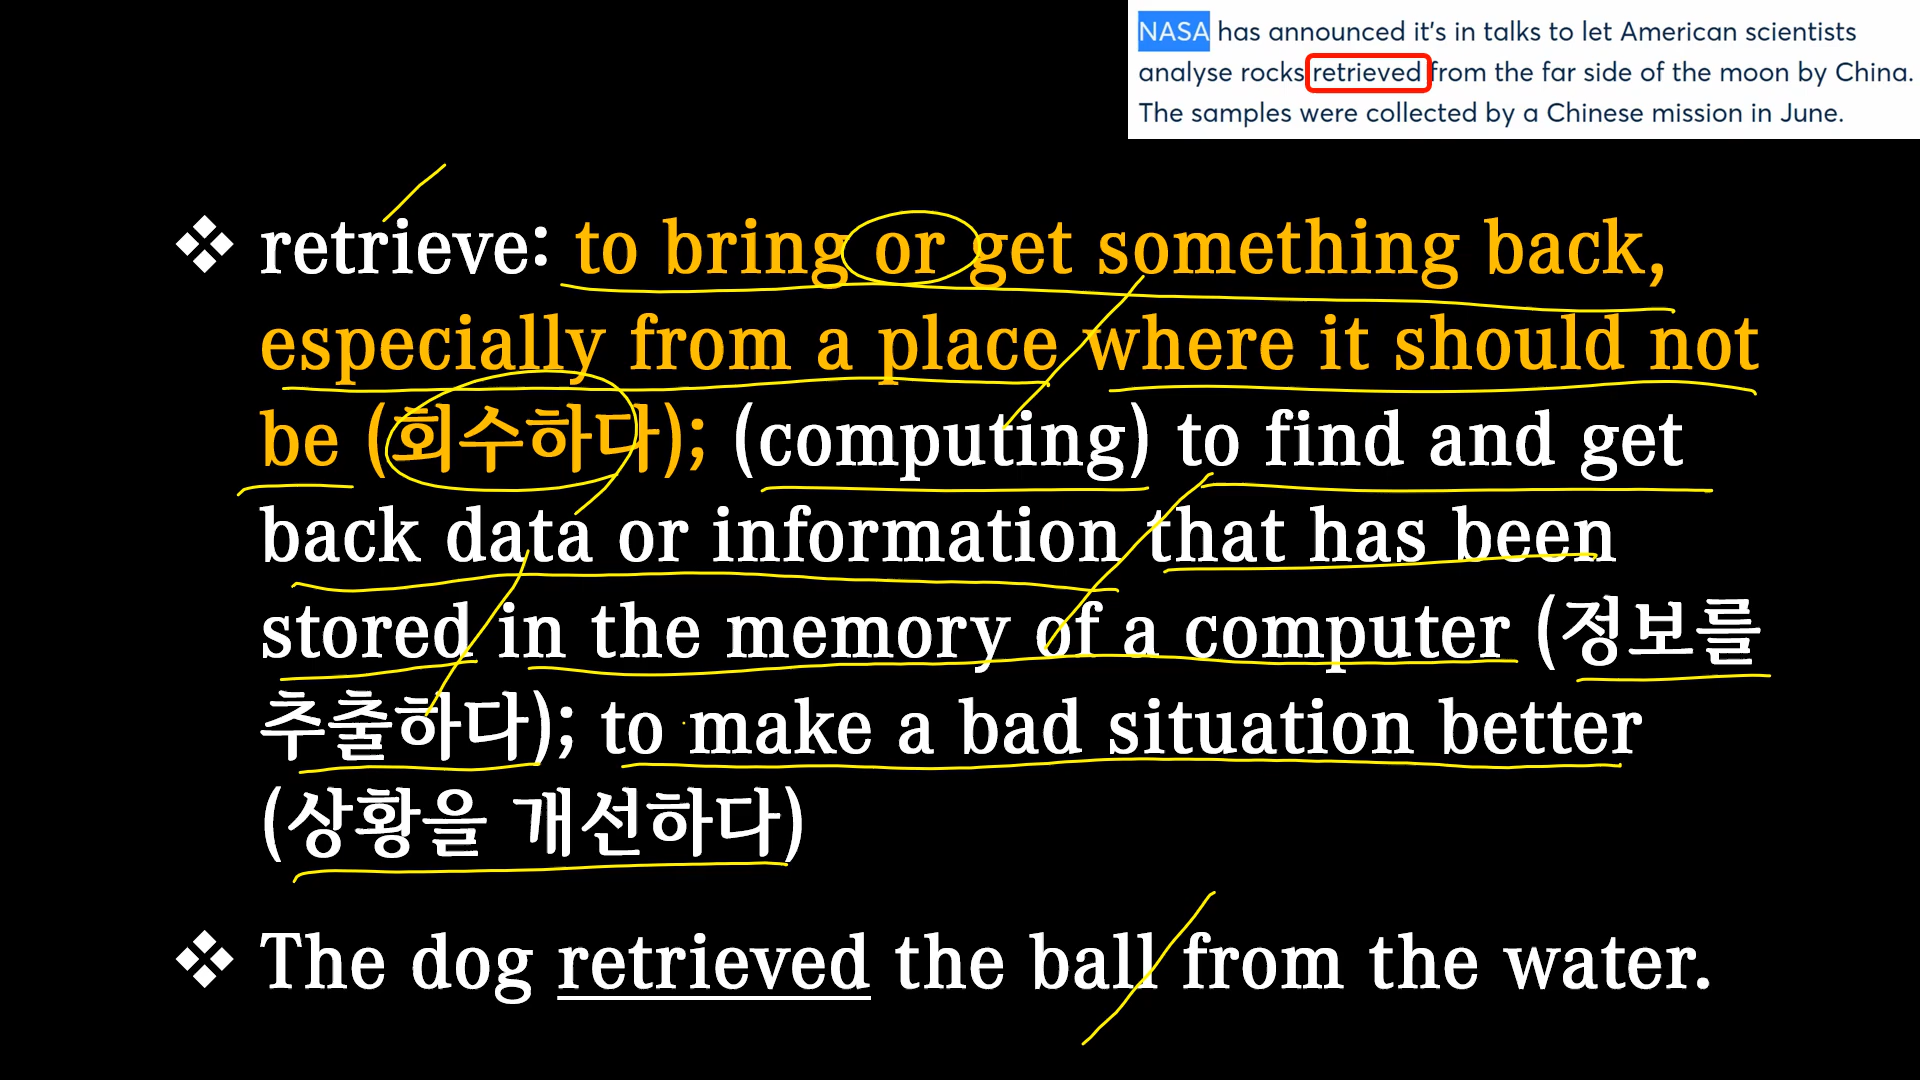 NASA has announced it's in talks to let American scientists
analyse rocks retrieved from the far side of the moon by China.
The samples were collected by a Chinese mission in June.
❖ retrieve: to bring or get something back,
especially from a place where it should not
be (회수하다); (computing) to find and get
back data or information that has been
stored in the memory of a computer (정보를
추출하다); to make a bad situation better
(상황을 개선하다)
❖ The dog retrieved the ball from the water.